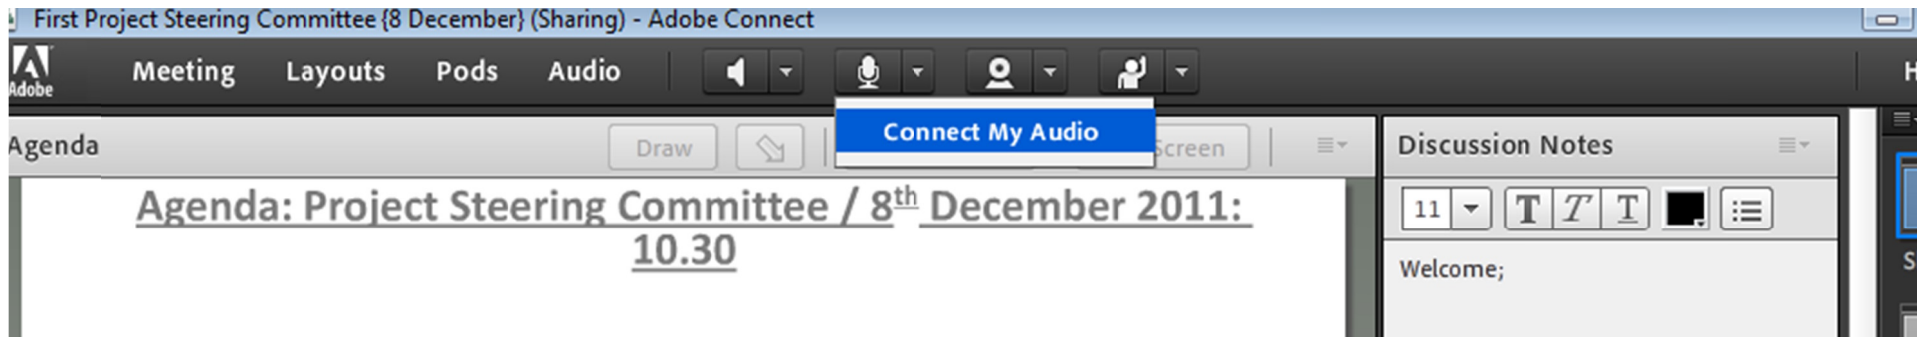 First Project Steering Committee {8 December} (Sharing) - Adobe Connect
Adobe
Meeting Layouts Pods Audio
Connect My Audio
Agenda
Draw
Screen
Discussion Notes
Agenda: Project Steering Committee / 8th December 2011:
10.30
11 T T T
Welcome;